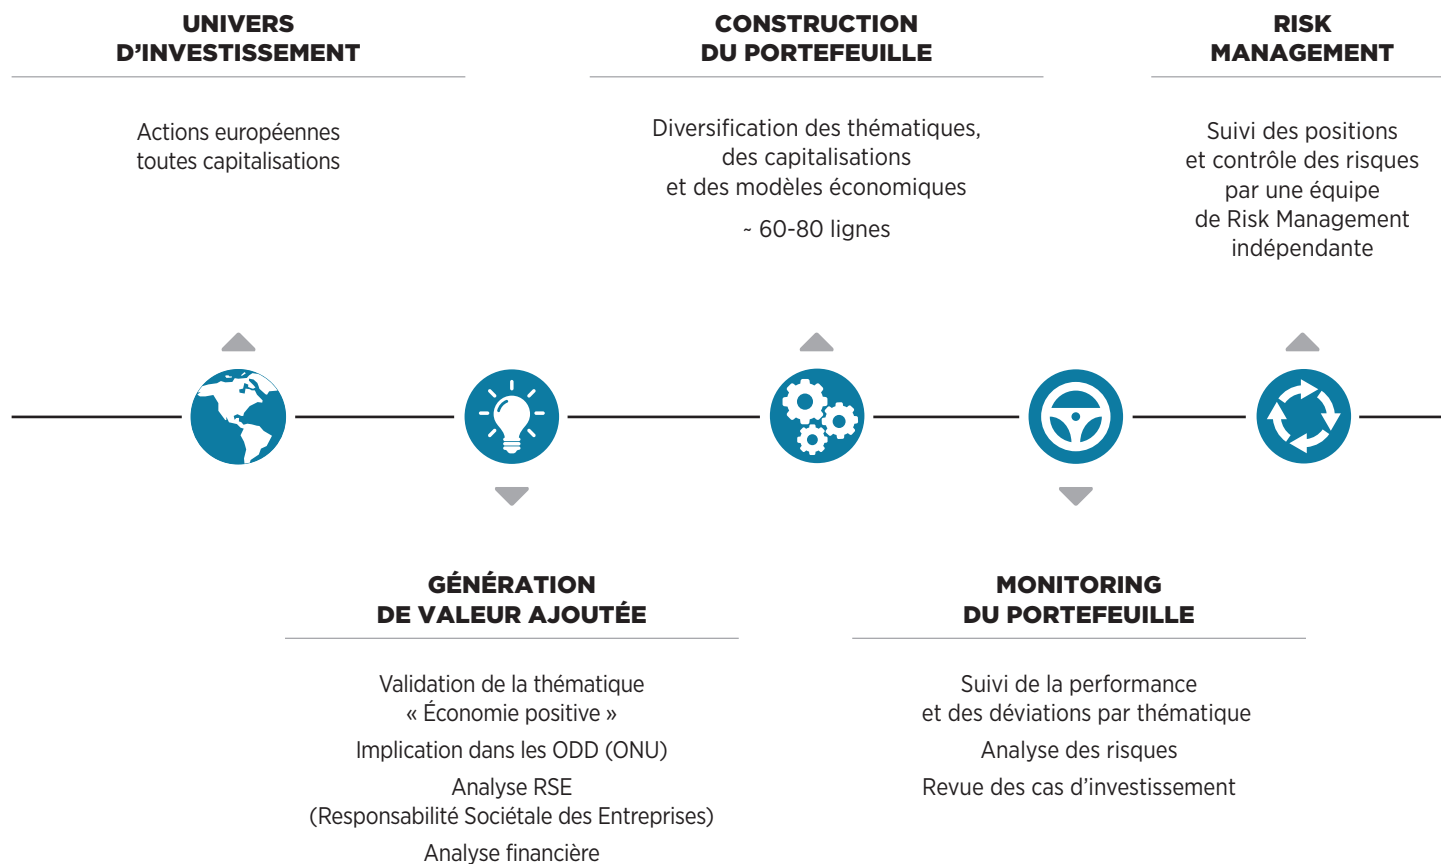 UNIVERS
D’INVESTISSEMENT
Actions européennes
toutes capitalisations
CONSTRUCTION
DU PORTEFEUILLE
Diversification des thématiques,
des capitalisations
et des modèles économiques
~ 60-80 lignes
RISK
MANAGEMENT
Suivi des positions
et contrôle des risques
par une équipe
de Risk Management
indépendante
GÉNÉRATION
DE VALEUR AJOUTÉE
Validation de la thématique
« Économie positive »
Implication dans les ODD (ONU)
Analyse RSE
(Responsabilité Sociétale des Entreprises)
Analyse financière
MONITORING
DU PORTEFEUILLE
Suivi de la performance
et des déviations par thématique
Analyse des risques
Revue des cas d’investissement